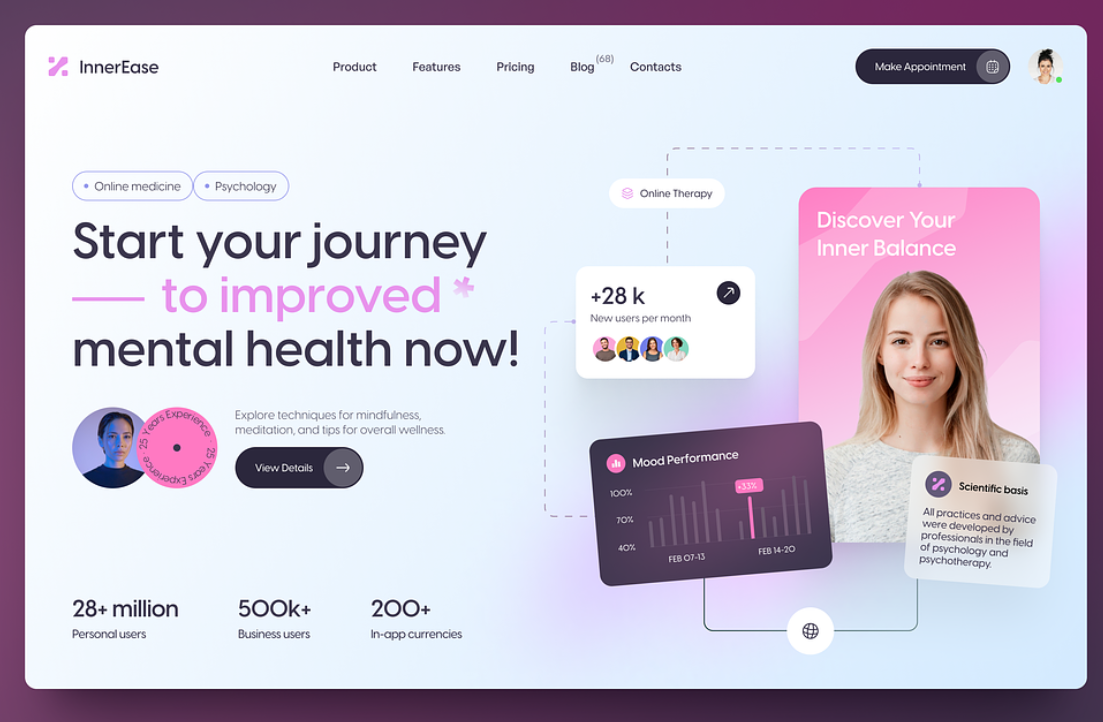 InnerEase
Product
Features
Pricing
Blog (68)
Contacts
Make Appointment
Online medicine
Psychology
Start your journey
to improved *
mental health now!
25 Years Experience · 25 Years Experience ·
Explore techniques for mindfulness,
meditation, and tips for overall wellness.
View Details
28+ million
Personal users
500k+
Business users
200+
In-app currencies
Online Therapy
+28 k
New users per month
Discover Your
Inner Balance
Mood Performance
100%
70%
40%
+33%
FEB 07-13
FEB 14-20
Scientific basis
All practices and advice
were developed by
professionals in the field
of psychology and
psychotherapy.